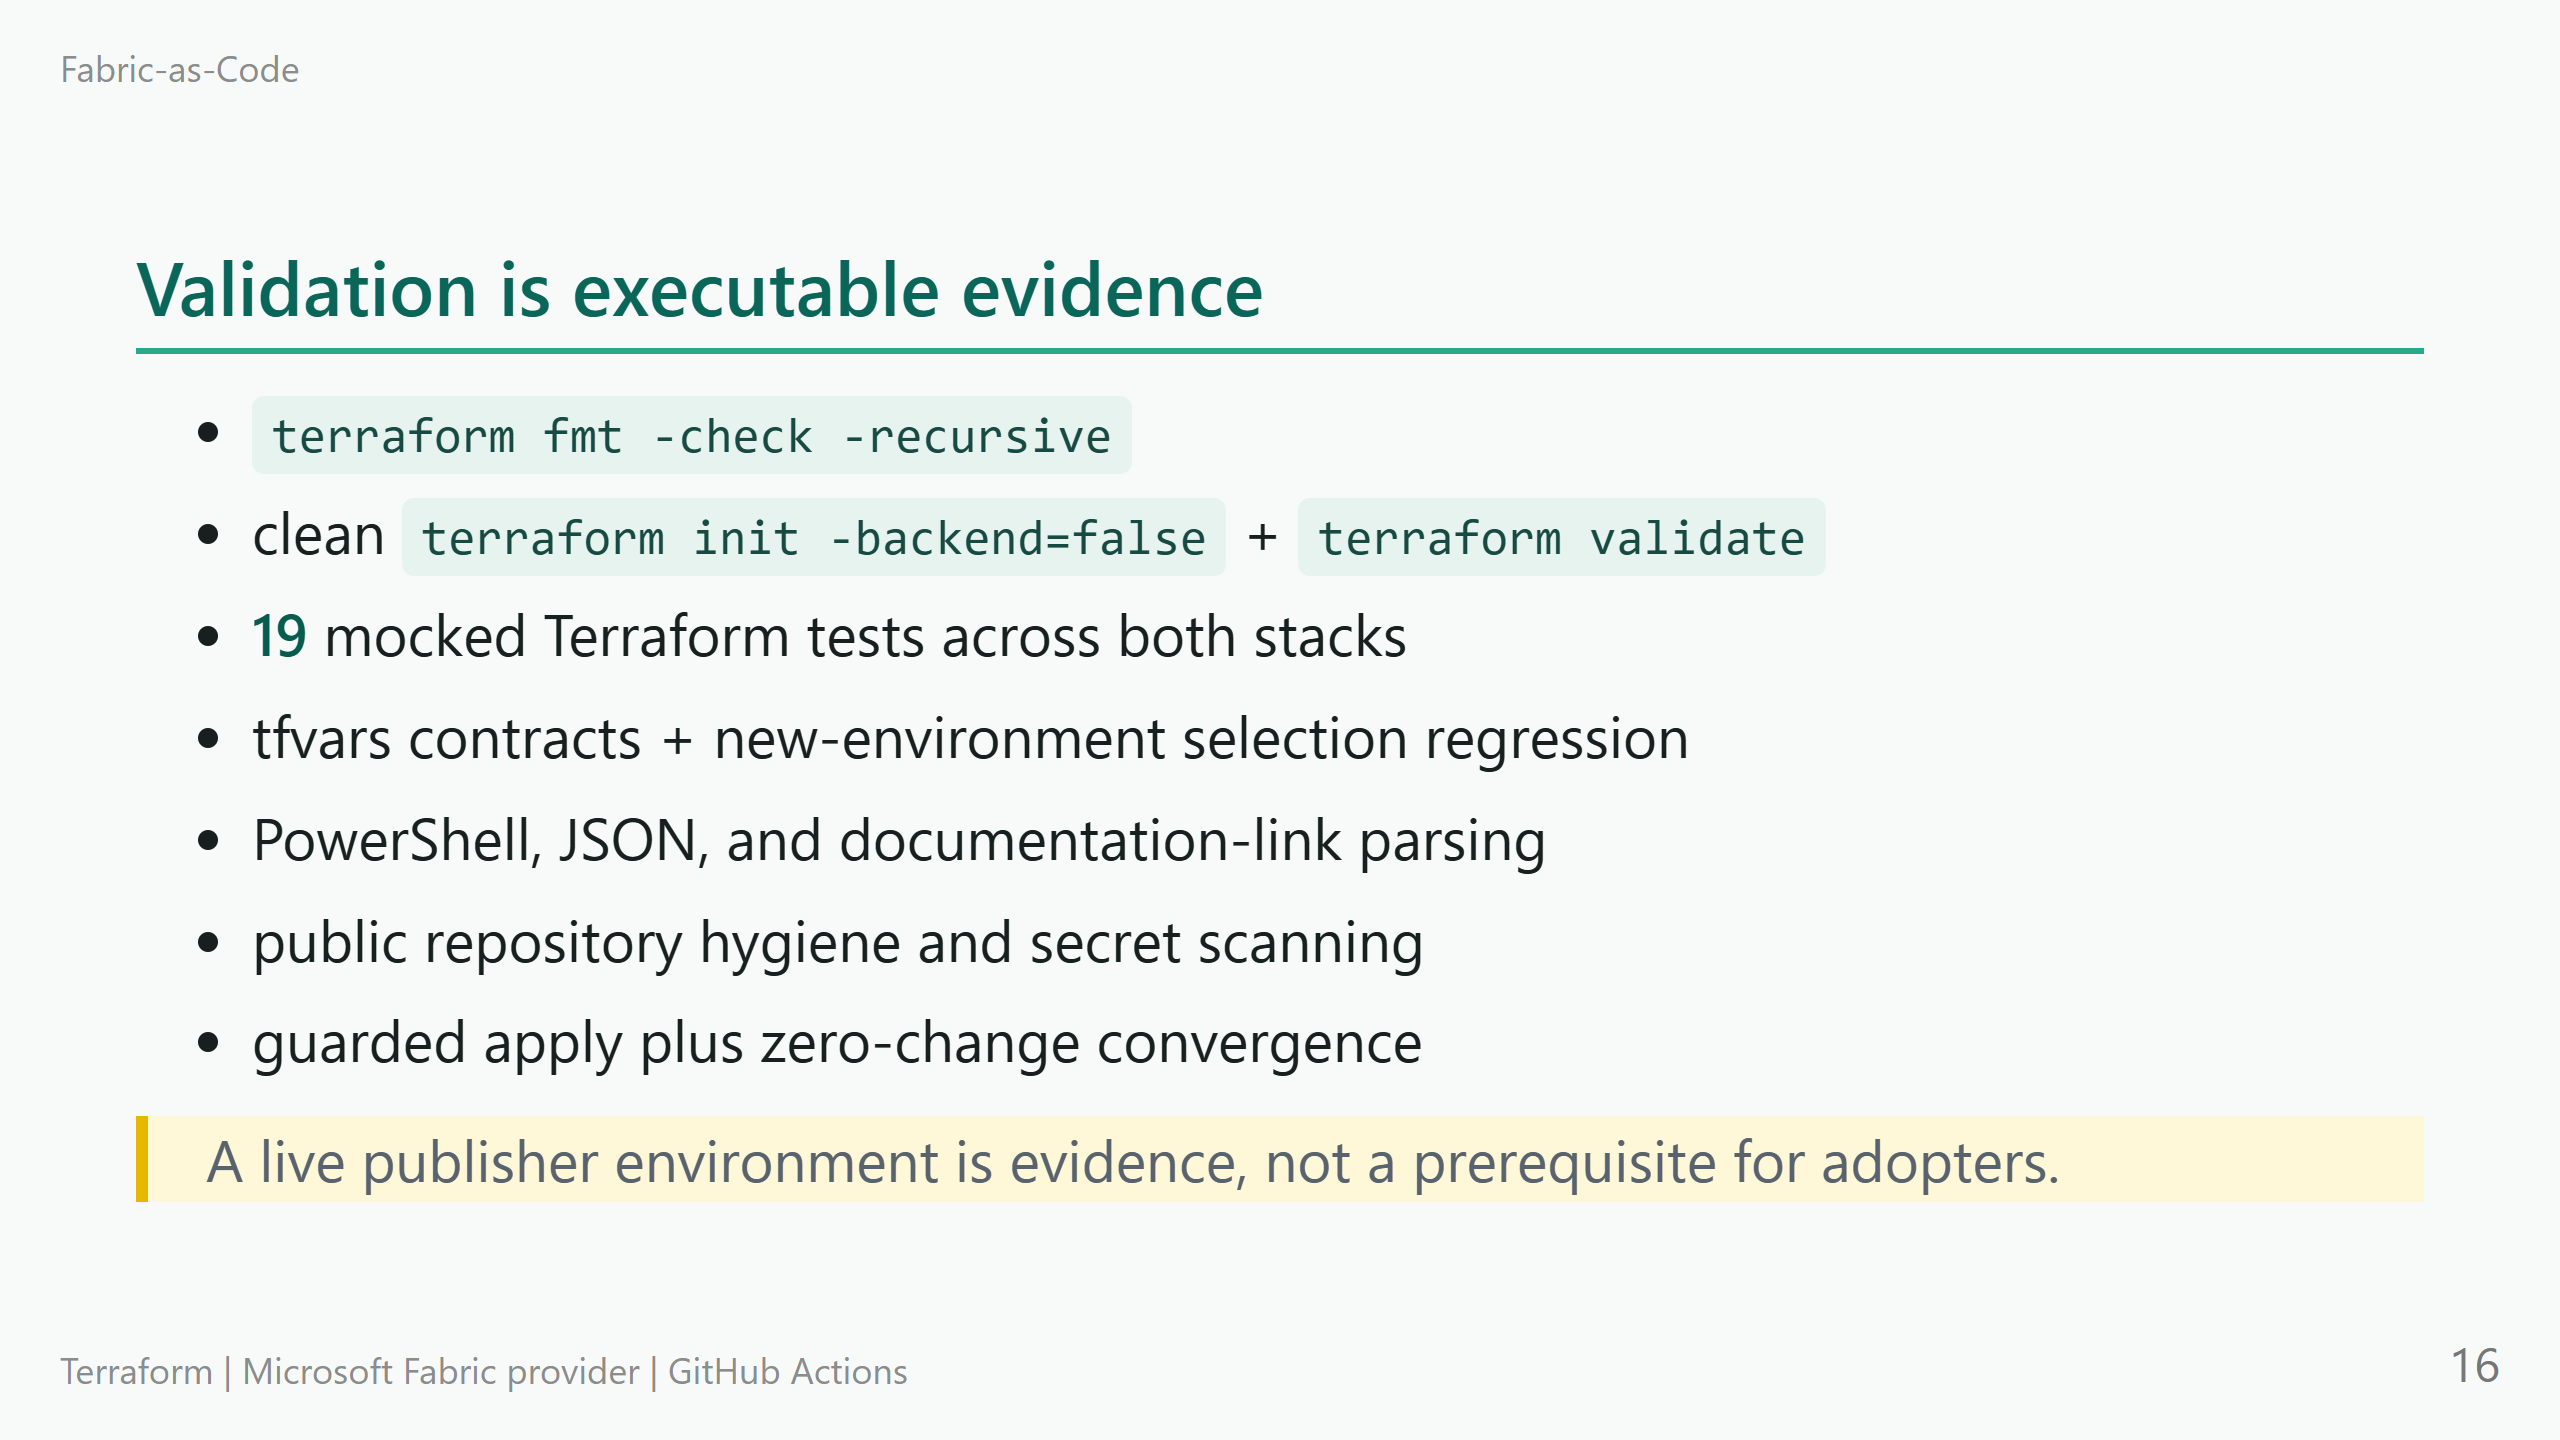 Fabric-as-Code
Validation is executable evidence
• terraform fmt -check -recursive
• clean terraform init -backend=false + terraform validate
• 19 mocked Terraform tests across both stacks
• tfvars contracts + new-environment selection regression
• PowerShell, JSON, and documentation-link parsing
• public repository hygiene and secret scanning
• guarded apply plus zero-change convergence
A live publisher environment is evidence, not a prerequisite for adopters.
Terraform | Microsoft Fabric provider | GitHub Actions
16